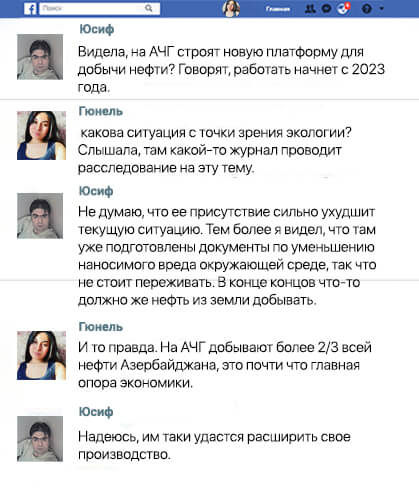 f Поиск Главная
Юсиф
Видела, на АЧГ строят новую платформу для
добычи нефти? Говорят, работать начнет с 2023
года.
Гюнель
какова ситуация с точки зрения экологии?
Слышала, там какой-то журнал проводит
расследование на эту тему.
Юсиф
Не думаю, что ее присутствие сильно ухудшит
текущую ситуацию. Тем более я видел, что там
уже подготовлены документы по уменьшению
наносимого вреда окружающей среде, так что
не стоит переживать. В конце концов что-то
должно же нефть из земли добывать.
Гюнель
И то правда. На АЧГ добывают более 2/3 всей
нефти Азербайджана, это почти что главная
опора экономики.
Юсиф
Надеюсь, им таки удастся расширить свое
производство.